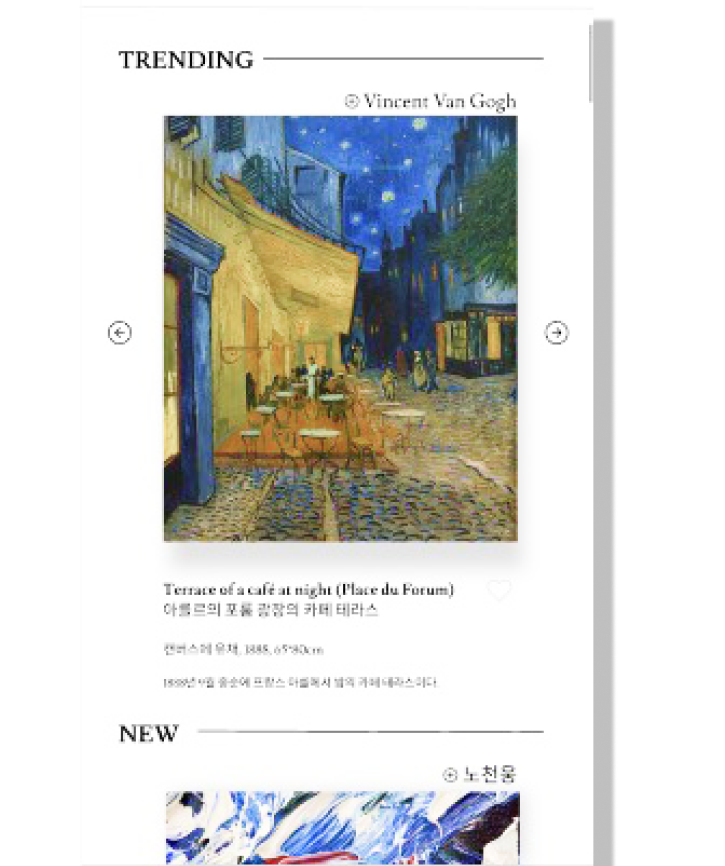 TRENDING
Vincent Van Gogh
Terrace of a café at night (Place du Forum)
아를르의 포룸 광장의 카페 테라스
캔버스에 유채, 1888, 65*80cm
1888년 9월 중순에 프랑스 아를에서 밤의 카페 테라스이다.
NEW
노천웅